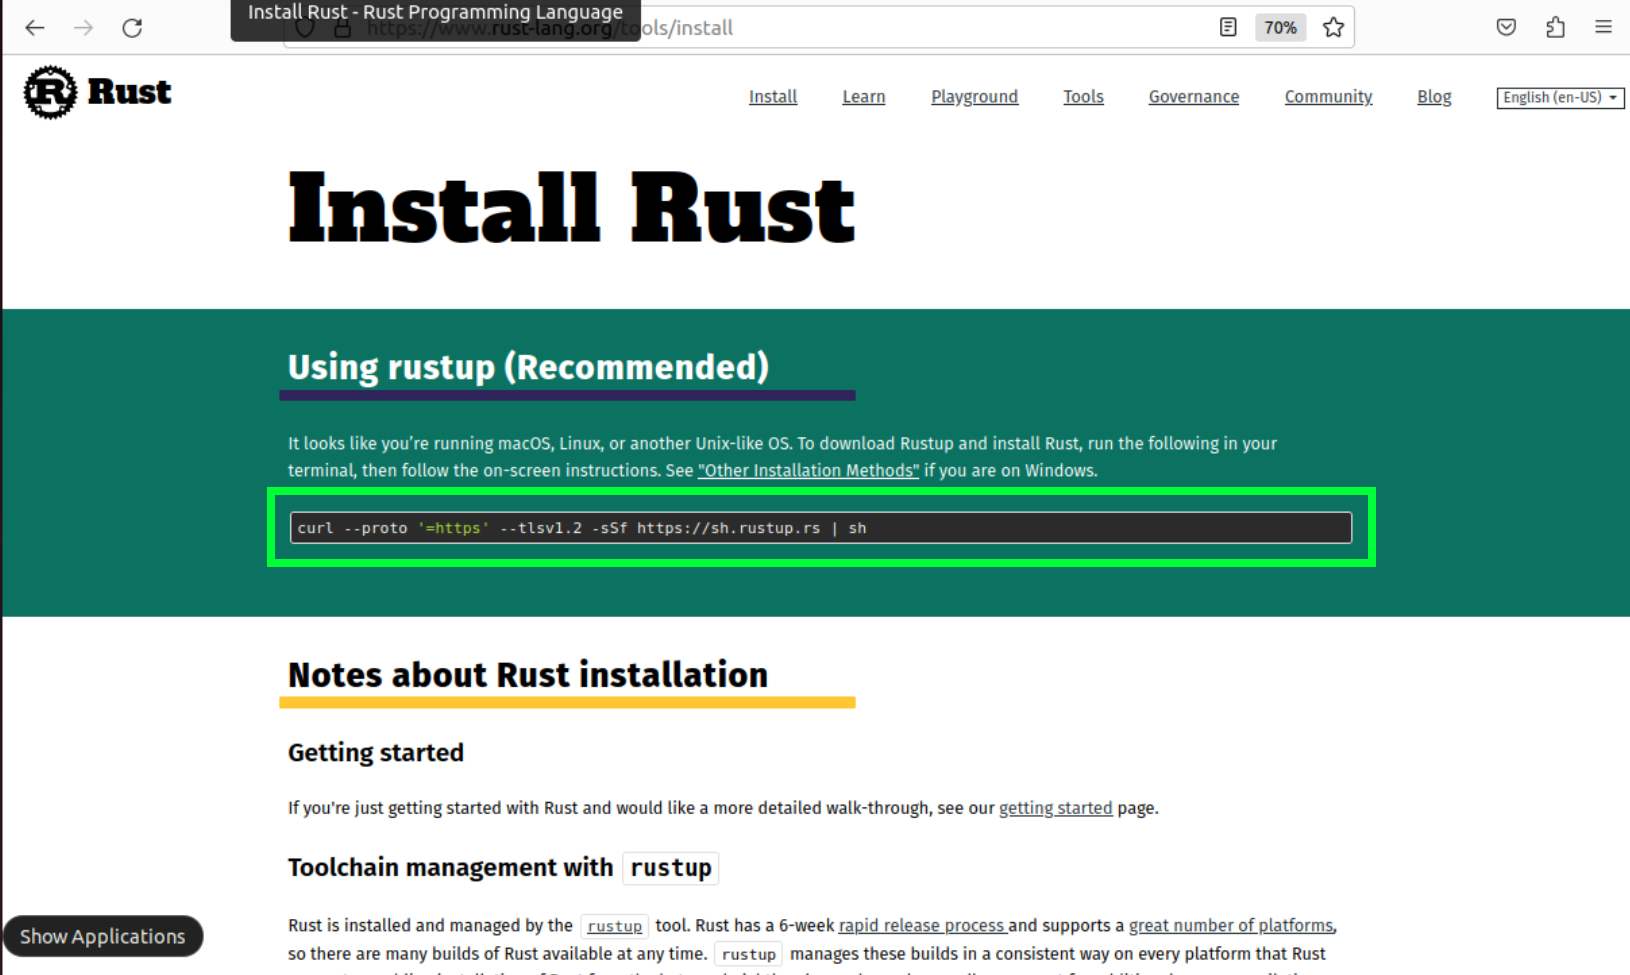 Install Rust - Rust Programming Language
https://www.rust-lang.org/tools/install
70%
Rust
Install
Learn
Playground
Tools
Governance
Community
Blog
English (en-US)
Install Rust
Using rustup (Recommended)
It looks like you’re running macOS, Linux, or another Unix-like OS. To download Rustup and install Rust, run the following in your
terminal, then follow the on-screen instructions. See "Other Installation Methods" if you are on Windows.
curl --proto '=https' --tlsv1.2 -sSf https://sh.rustup.rs | sh
Notes about Rust installation
Getting started
If you're just getting started with Rust and would like a more detailed walk-through, see our getting started page.
Toolchain management with rustup
Rust is installed and managed by the rustup tool. Rust has a 6-week rapid release process and supports a great number of platforms,
so there are many builds of Rust available at any time. rustup manages these builds in a consistent way on every platform that Rust
Show Applications